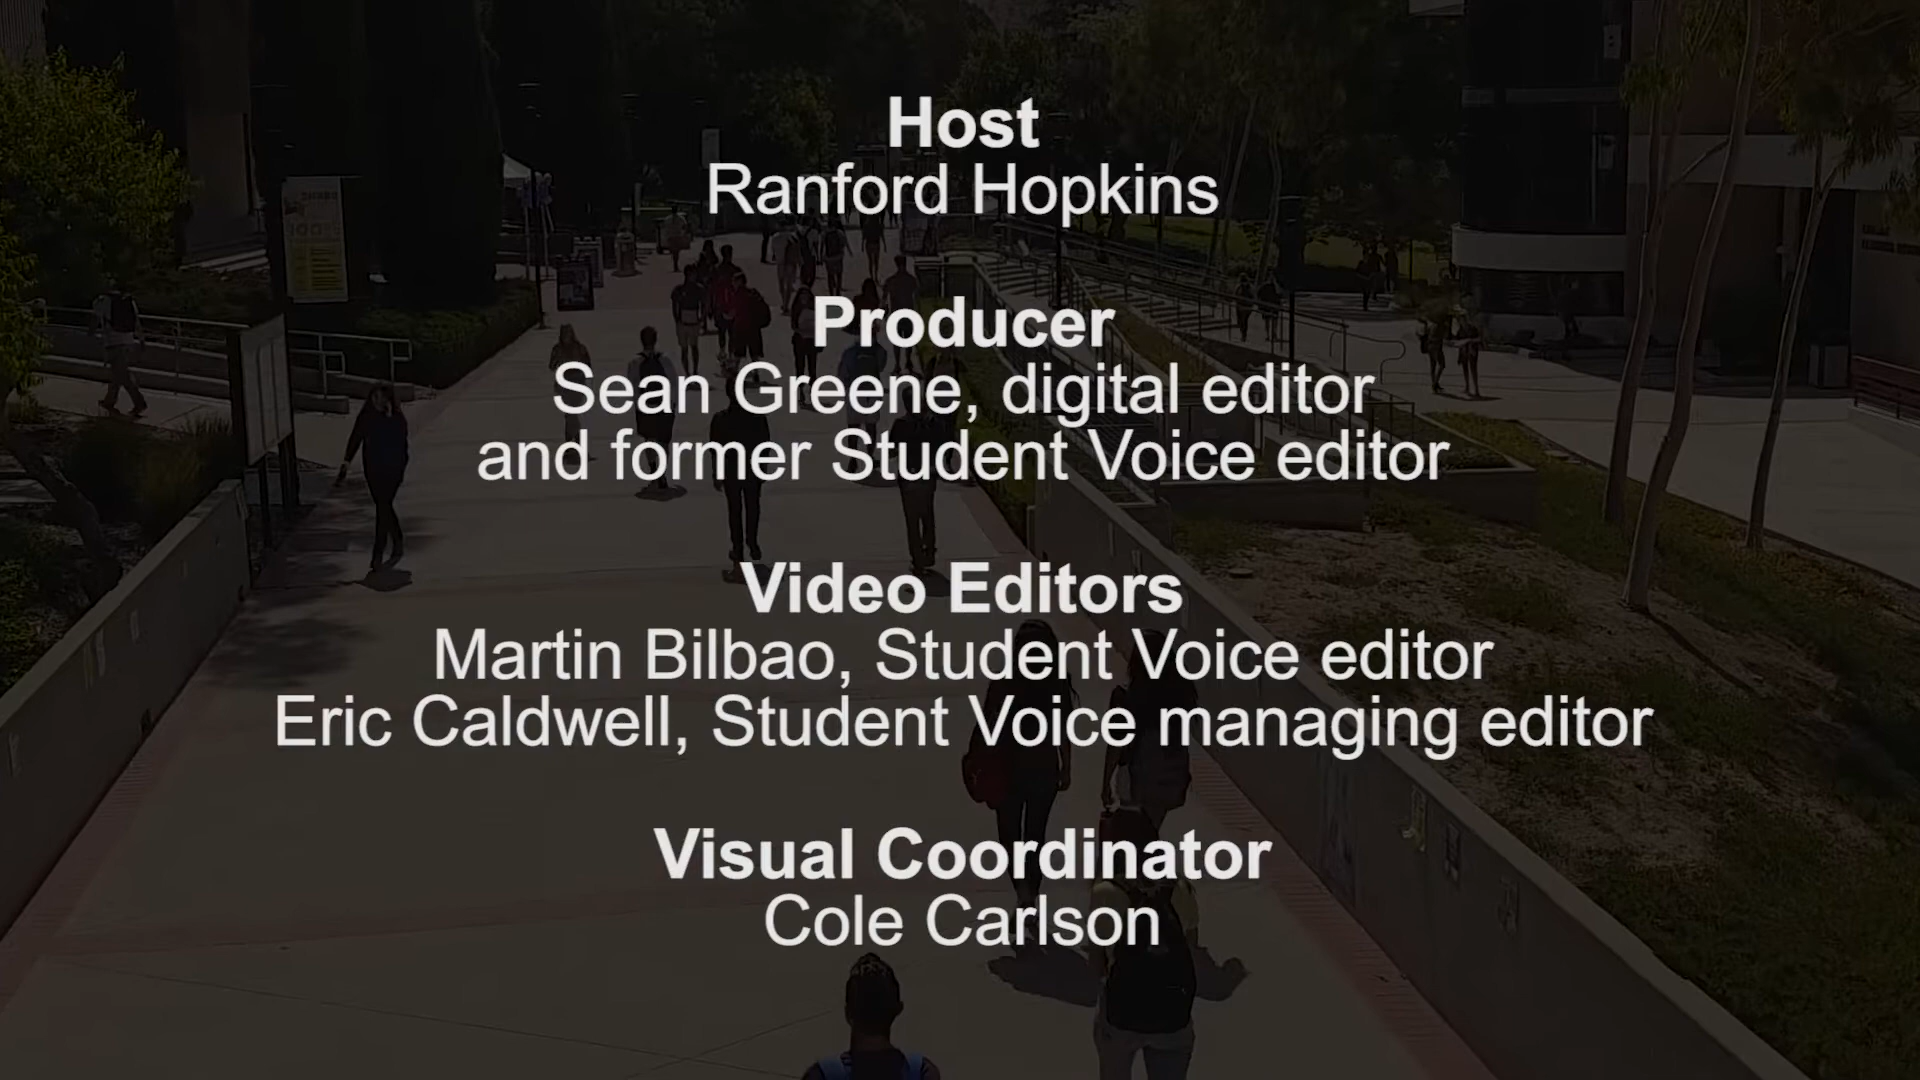 Host
Ranford Hopkins
Producer
Sean Greene, digital editor
and former Student Voice editor
Video Editors
Martin Bilbao, Student Voice editor
Eric Caldwell, Student Voice managing editor
Visual Coordinator
Cole Carlson